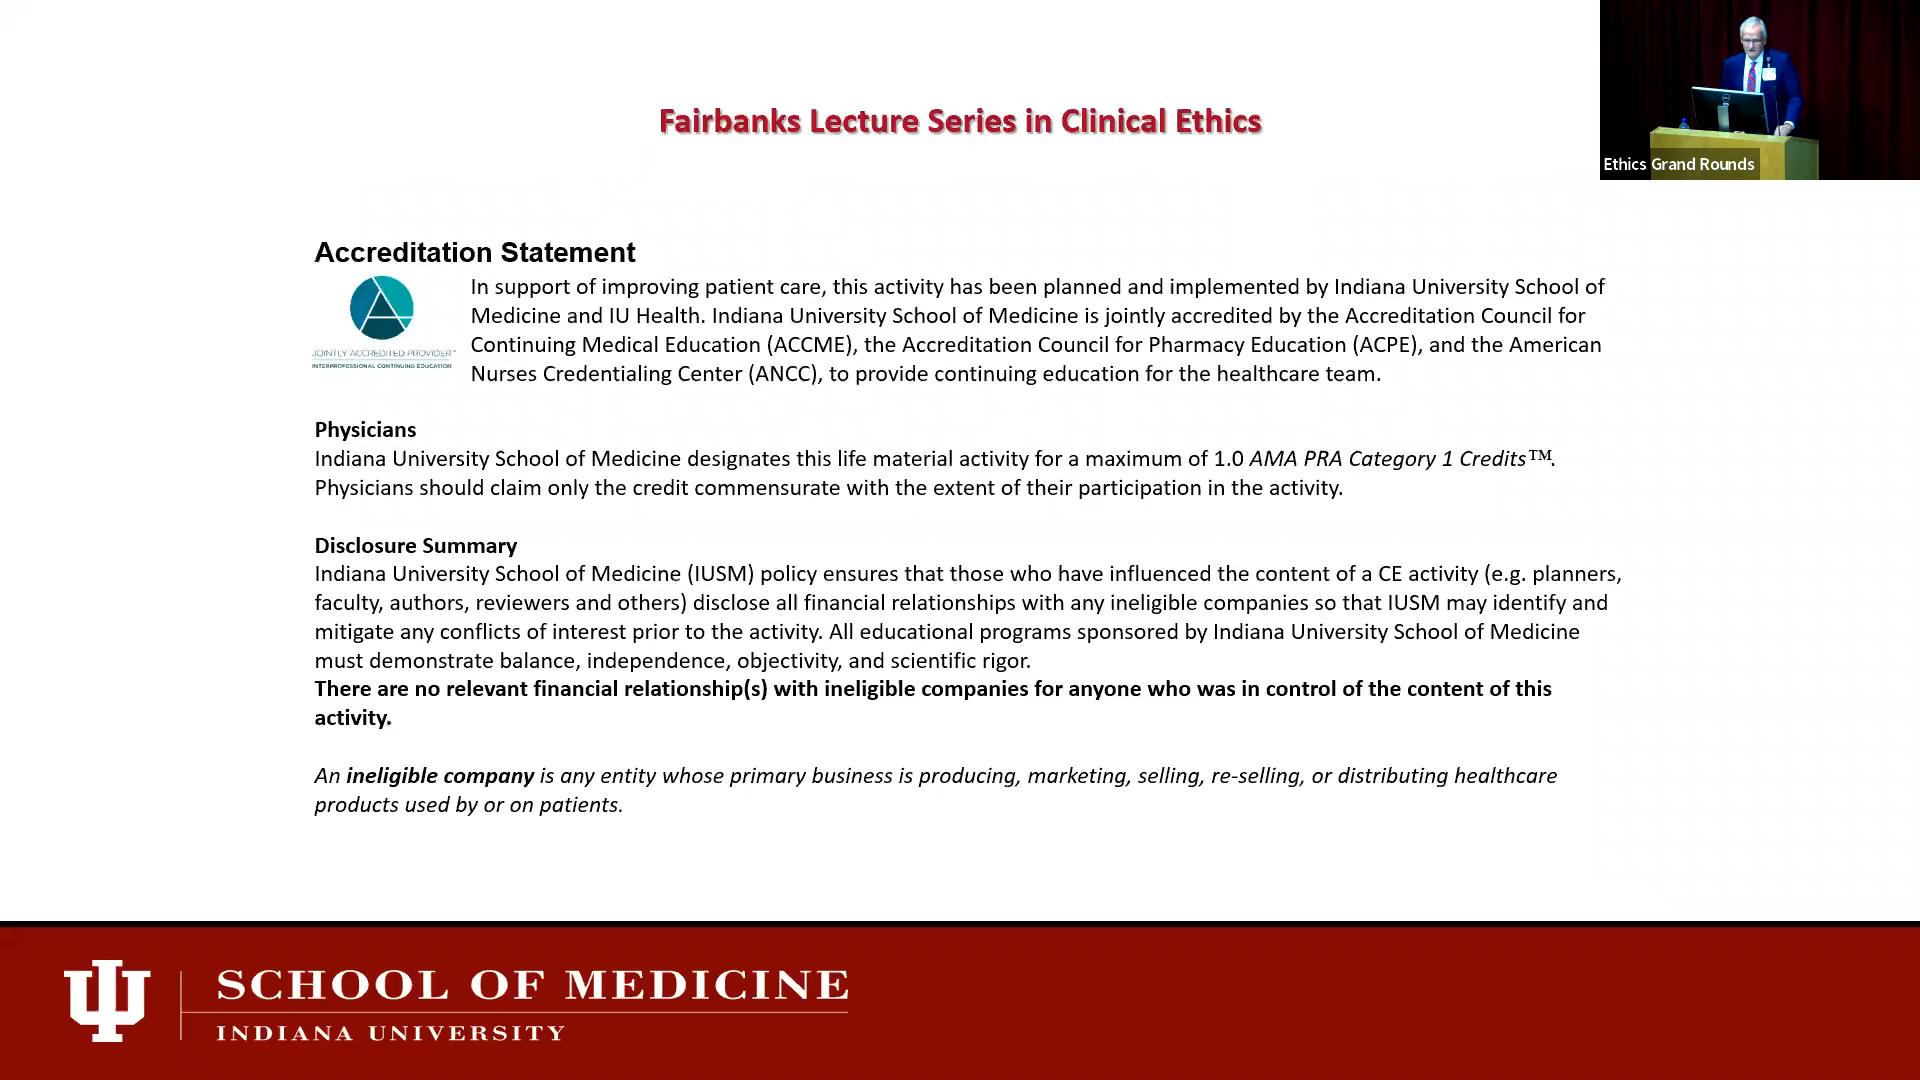 Fairbanks Lecture Series in Clinical Ethics
Ethics Grand Rounds
Accreditation Statement
JOINTLY ACCREDITED PROVIDER™
INTERPROFESSIONAL CONTINUING EDUCATION
In support of improving patient care, this activity has been planned and implemented by Indiana University School of
Medicine and IU Health. Indiana University School of Medicine is jointly accredited by the Accreditation Council for
Continuing Medical Education (ACCME), the Accreditation Council for Pharmacy Education (ACPE), and the American
Nurses Credentialing Center (ANCC), to provide continuing education for the healthcare team.
Physicians
Indiana University School of Medicine designates this life material activity for a maximum of 1.0 AMA PRA Category 1 Credits™.
Physicians should claim only the credit commensurate with the extent of their participation in the activity.
Disclosure Summary
Indiana University School of Medicine (IUSM) policy ensures that those who have influenced the content of a CE activity (e.g. planners,
faculty, authors, reviewers and others) disclose all financial relationships with any ineligible companies so that IUSM may identify and
mitigate any conflicts of interest prior to the activity. All educational programs sponsored by Indiana University School of Medicine
must demonstrate balance, independence, objectivity, and scientific rigor.
There are no relevant financial relationship(s) with ineligible companies for anyone who was in control of the content of this
activity.
An ineligible company is any entity whose primary business is producing, marketing, selling, re-selling, or distributing healthcare
products used by or on patients.
SCHOOL OF MEDICINE
INDIANA UNIVERSITY